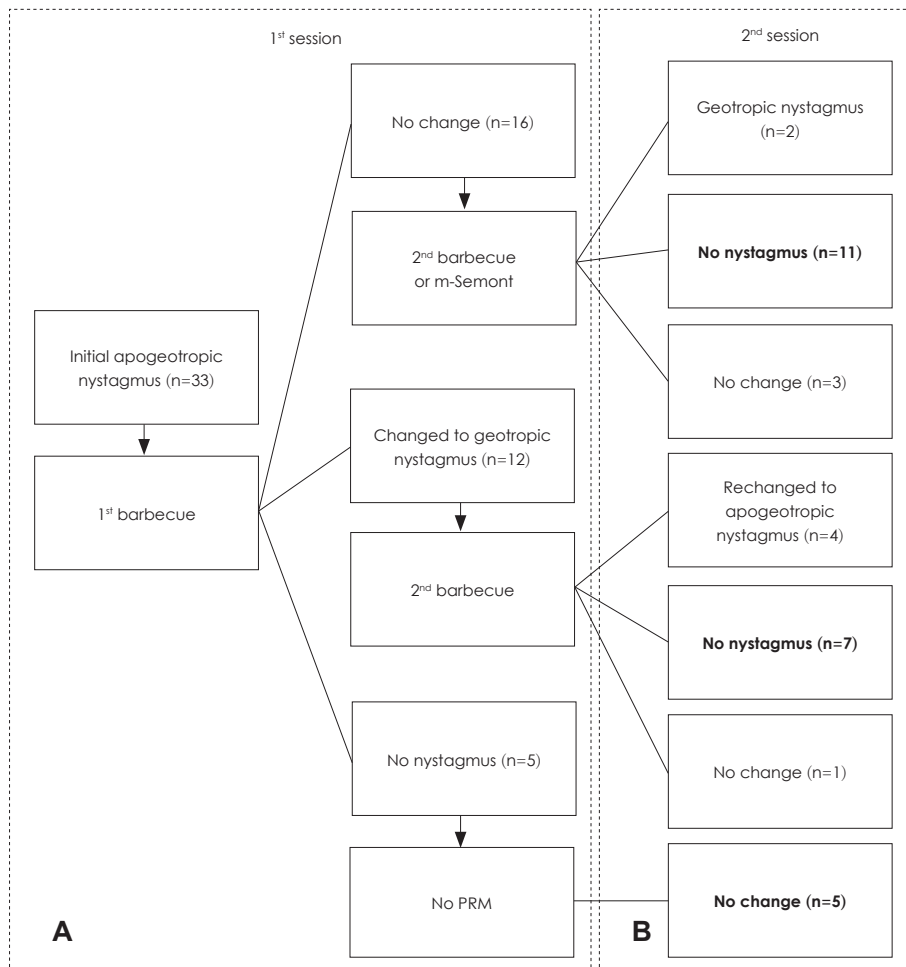 1st session
No change (n=16)
2nd barbecue
or m-Semont
Initial apogeotropic
nystagmus (n=33)
1st barbecue
Changed to geotropic
nystagmus (n=12)
2nd barbecue
No nystagmus (n=5)
No PRM
A
2nd session
Geotropic nystagmus
(n=2)
No nystagmus (n=11)
No change (n=3)
Rechanged to
apogeotropic
nystagmus (n=4)
No nystagmus (n=7)
No change (n=1)
No change (n=5)
B